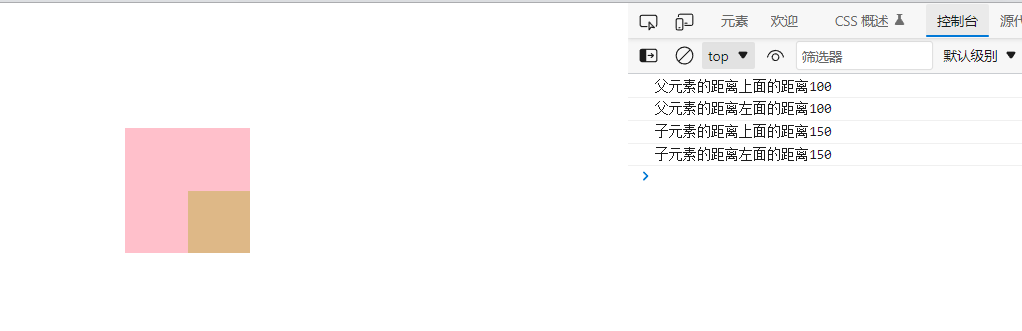 元素 欢迎 CSS 概述 控制台 源代
top 筛选器 默认级别
父元素的距离上面的距离100
父元素的距离左面的距离100
子元素的距离上面的距离150
子元素的距离左面的距离150